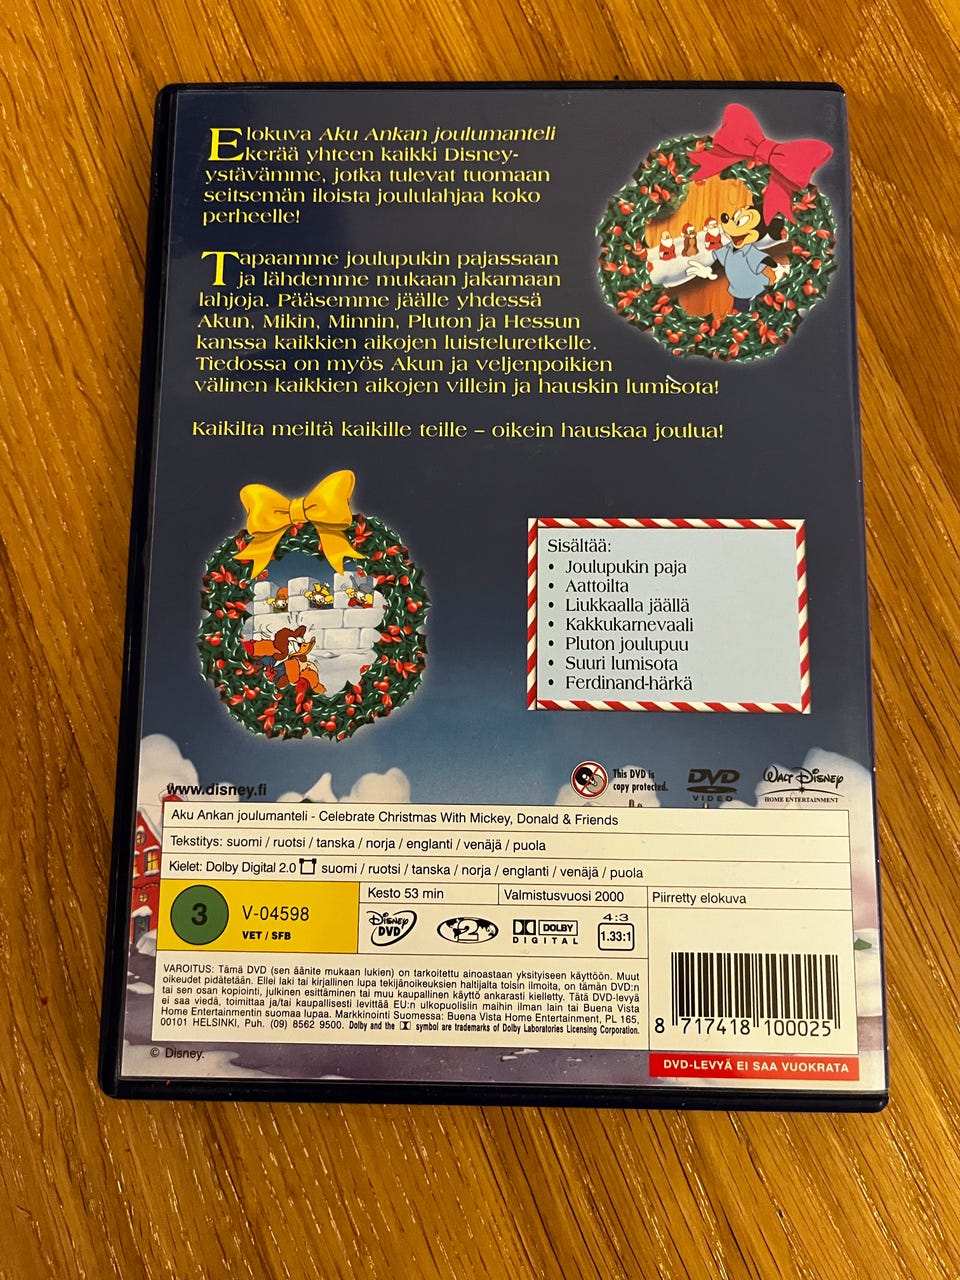 Elokuva Aku Ankan joulumanteli
kerää yhteen kaikki Disney-
ystävämme, jotka tulevat tuomaan
seitsemän iloista joululahjaa koko
perheelle!
Tapaamme joulupukin pajassaan
ja lähdemme mukaan jakamaan
lahjoja. Pääsemme jäälle yhdessä
Akun, Mikin, Minnin, Pluton ja Hessun
kanssa kaikkien aikojen luisteluretkelle.
Tiedossa on myös Akun ja veljenpoikien
välinen kaikkien aikojen villein ja hauskin lumisota!
Kaikilta meiltä kaikille teille – oikein hauskaa joulua!
Sisältää:
• Joulupukin paja
• Aattoilta
• Liukkaalla jäällä
• Kakkukarnevaali
• Pluton joulupuu
• Suuri lumisota
• Ferdinand-härkä
www.disney.fi
This DVD is
copy protected.
DVD
VIDEO
WALT DISNEY
HOME ENTERTAINMENT
Aku Ankan joulumanteli - Celebrate Christmas With Mickey, Donald & Friends
Tekstitys: suomi / ruotsi / tanska / norja / englanti / venäjä / puola
Kielet: Dolby Digital 2.0 suomi / ruotsi / tanska / norja / englanti / venäjä / puola
3
V-04598
VET / SFB
Kesto 53 min
Valmistusvuosi 2000
Piirretty elokuva
DISNEY
DVD
2
DOLBY
DIGITAL
4:3
1.33:1
VAROITUS: Tämä DVD (sen äänite mukaan lukien) on tarkoitettu ainoastaan yksityiseen käyttöön. Muut
oikeudet pidätetään. Ellei laki tai kirjallinen lupa tekijänoikeuksien haltijalta toisin ilmoita, on tämän DVD:n
tai sen osan kopiointi, julkinen esittäminen tai muu kaupallinen käyttö ankarasti kielletty. Tätä DVD-levyä
ei saa viedä, toimittaa ja/tai kaupallisesti levittää EU:n ulkopuolisiin maihin ilman lain tai Buena Vista
Home Entertainmentin suomaa lupaa. Markkinointi Suomessa: Buena Vista Home Entertainment, PL 165,
00101 HELSINKI, Puh. (09) 8562 9500. Dolby and the DD symbol are trademarks of Dolby Laboratories Licensing Corporation.
8 717418 100025
© Disney.
DVD-LEVYÄ EI SAA VUOKRATA